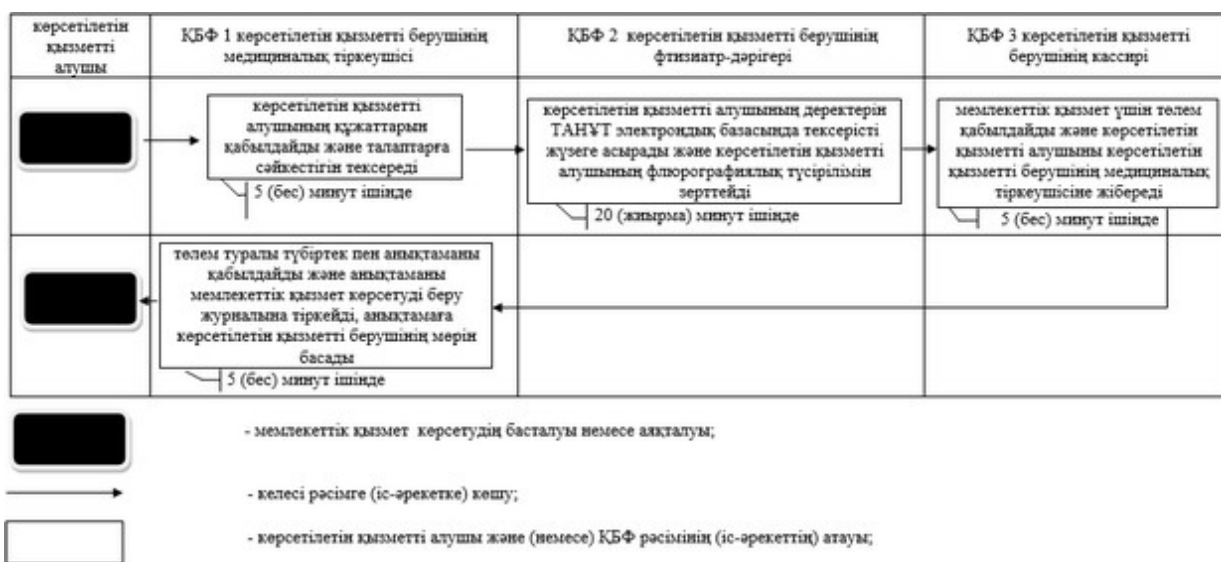 көрсетілетін
қызметті
алушы
ҚБФ 1 көрсетілетін қызметті берушінің
медициналық тіркеушісі
ҚБФ 2 көрсетілетін қызметті берушінің
фтизиатр-дәрігері
ҚБФ 3 көрсетілетін қызметті
берушінің кассирі
көрсетілетін қызметті
алушының құжаттарын
қабылдайды және талаптарға
сәйкестігін тексереді
5 (бес) минут ішінде
көрсетілетін қызметті алушының деректерін
ТАНҰТ электрондық базасында тексерісті
жүзеге асырады және көрсетілетін қызметті
алушының флюрографиялық түсірілімін
зерттейді
20 (жиырма) минут ішінде
мемлекеттік қызмет үшін төлем
қабылдайды және көрсетілетін
қызметті алушыны көрсетілетін
қызметті берушінің медициналық
тіркеушісіне жібереді
5 (бес) минут ішінде
төлем туралы түбіртек пен анықтаманы
қабылдайды және анықтаманы
мемлекеттік қызмет көрсетуді беру
журналына тіркейді, анықтамаға
көрсетілетін қызметті берушінің мөрін
басады
5 (бес) минут ішінде
- мемлекеттік қызмет көрсетудің басталуы немесе аяқталуы;
- келесі рәсімге (іс-әрекетке) көшу;
- көрсетілетін қызметті алушы және (немесе) ҚБФ рәсімінің (іс-әрекеттің) атауы;